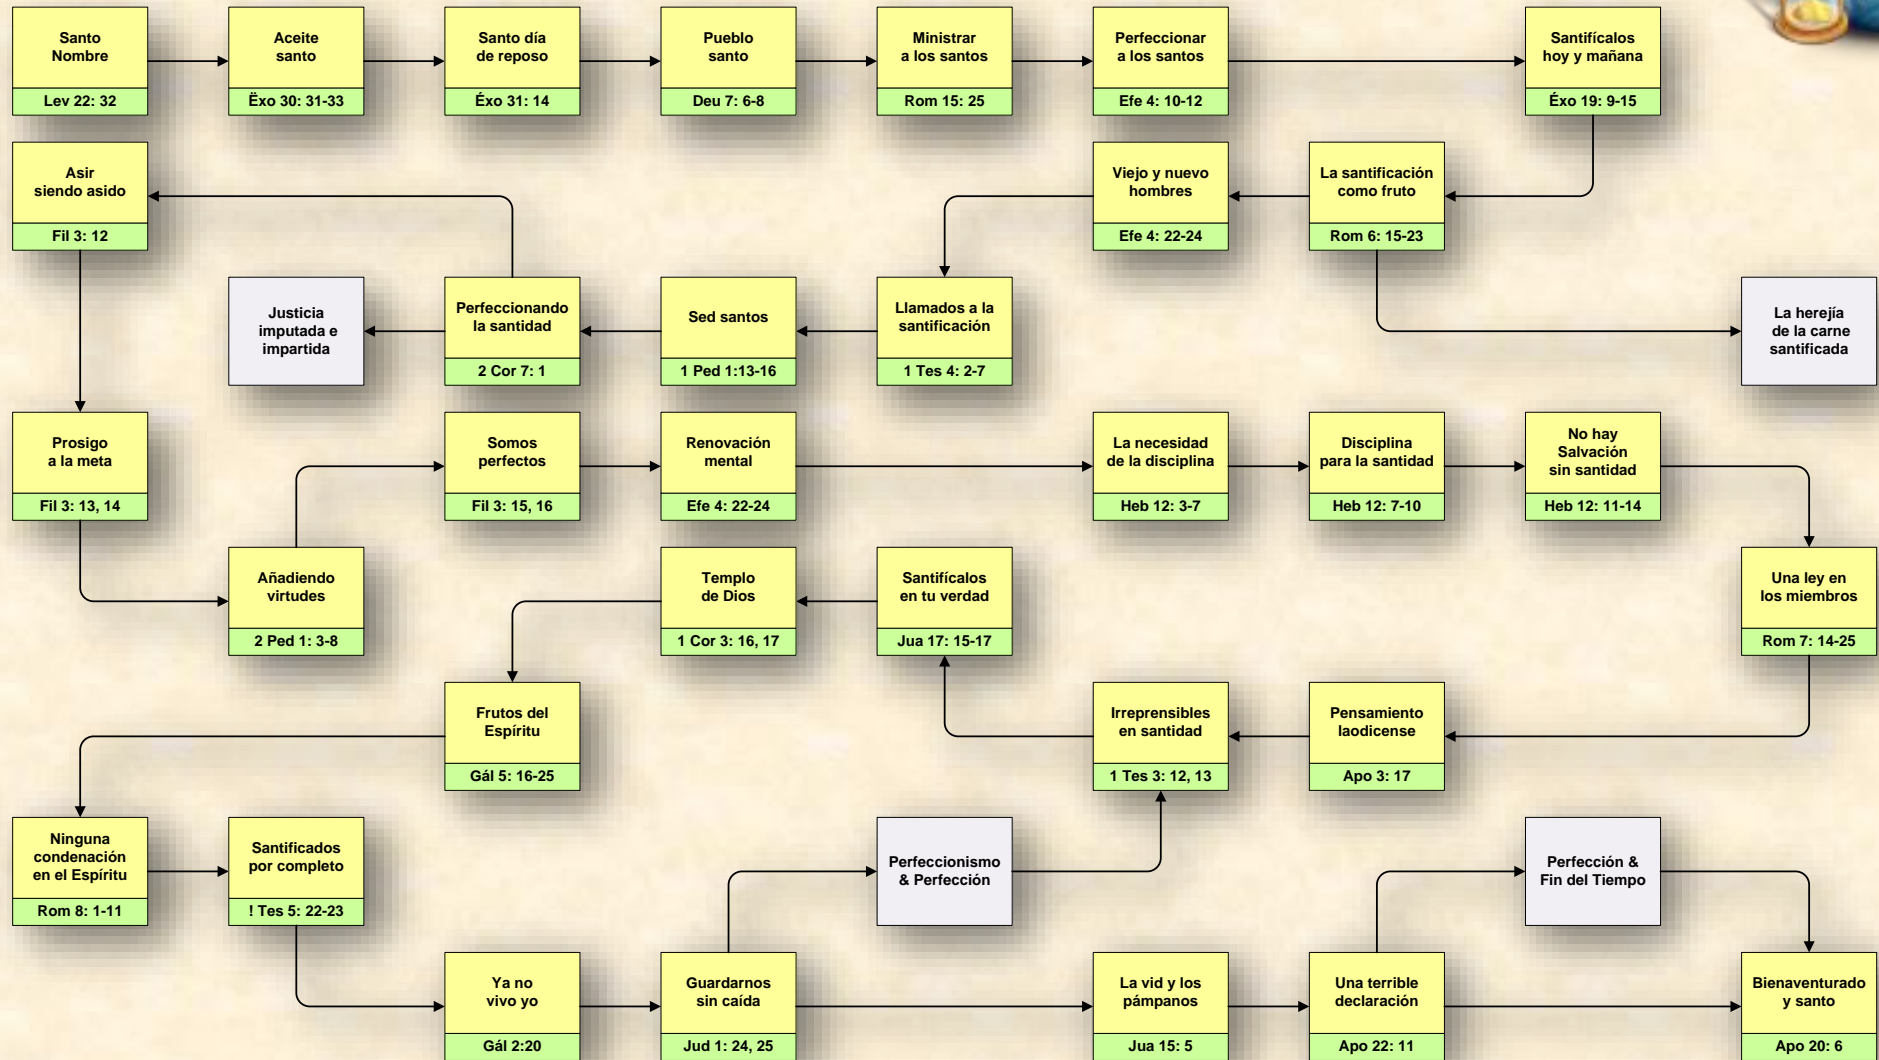 Santo
Nombre
Lev 22: 32
Aceite
santo
Ëxo 30: 31-33
Santo día
de reposo
Éxo 31: 14
Pueblo
santo
Deu 7: 6-8
Ministrar
a los santos
Rom 15: 25
Perfeccionar
a los santos
Efe 4: 10-12
Santifícalos
hoy y mañana
Éxo 19: 9-15
Asir
siendo asido
Fil 3: 12
Viejo y nuevo
hombres
Efe 4: 22-24
La santificación
como fruto
Rom 6: 15-23
Justicia
imputada e
impartida
Perfeccionando
la santidad
2 Cor 7: 1
Sed santos
1 Ped 1:13-16
Llamados a la
santificación
1 Tes 4: 2-7
La herejía
de la carne
santificada
Prosigo
a la meta
Fil 3: 13, 14
Somos
perfectos
Fil 3: 15, 16
Renovación
mental
Efe 4: 22-24
La necesidad
de la disciplina
Heb 12: 3-7
Disciplina
para la santidad
Heb 12: 7-10
No hay
Salvación
sin santidad
Heb 12: 11-14
Añadiendo
virtudes
2 Ped 1: 3-8
Templo
de Dios
1 Cor 3: 16, 17
Santifícalos
en tu verdad
Jua 17: 15-17
Una ley en
los miembros
Rom 7: 14-25
Frutos del
Espíritu
Gál 5: 16-25
Irreprensibles
en santidad
1 Tes 3: 12, 13
Pensamiento
laodicense
Apo 3: 17
Ninguna
condenación
en el Espíritu
Rom 8: 1-11
Santificados
por completo
! Tes 5: 22-23
Perfeccionismo
& Perfección
Perfección &
Fin del Tiempo
Ya no
vivo yo
Gál 2:20
Guardarnos
sin caída
Jud 1: 24, 25
La vid y los
pámpanos
Jua 15: 5
Una terrible
declaración
Apo 22: 11
Bienaventurado
y santo
Apo 20: 6